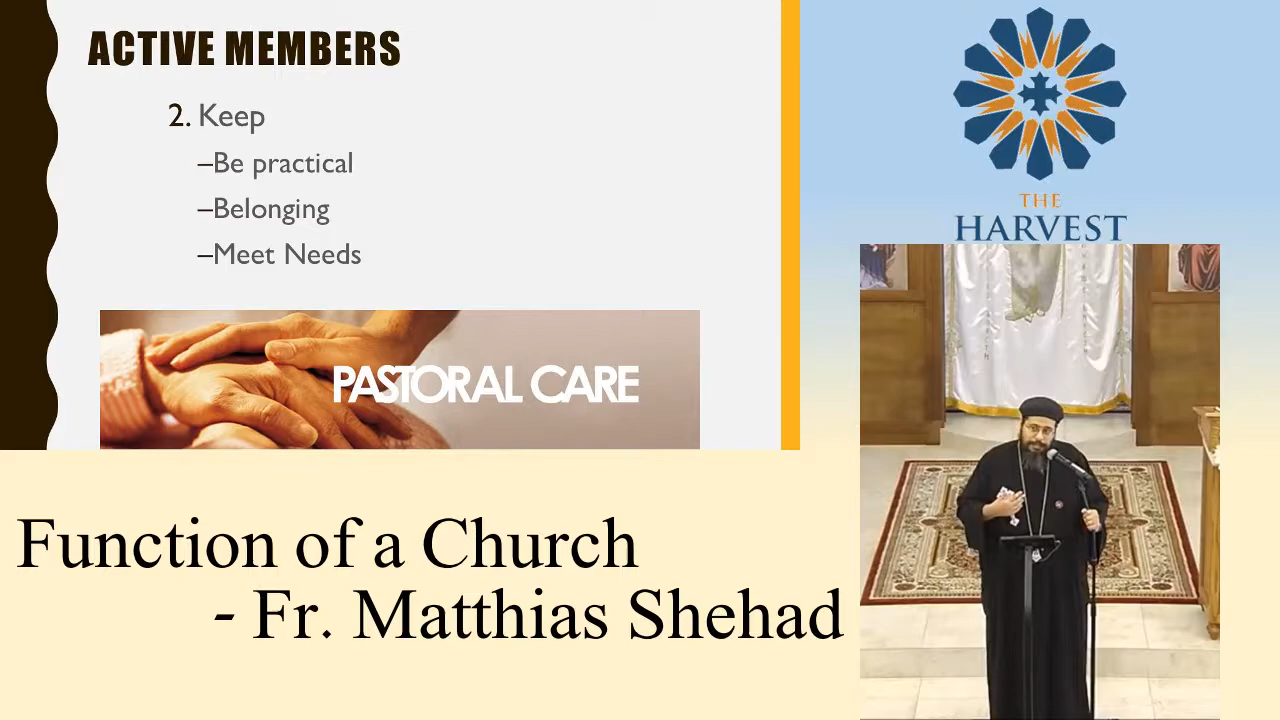 ACTIVE MEMBERS
2. Keep
–Be practical
–Belonging
–Meet Needs
PASTORAL CARE
Function of a Church
- Fr. Matthias Shehad
THE
HARVEST